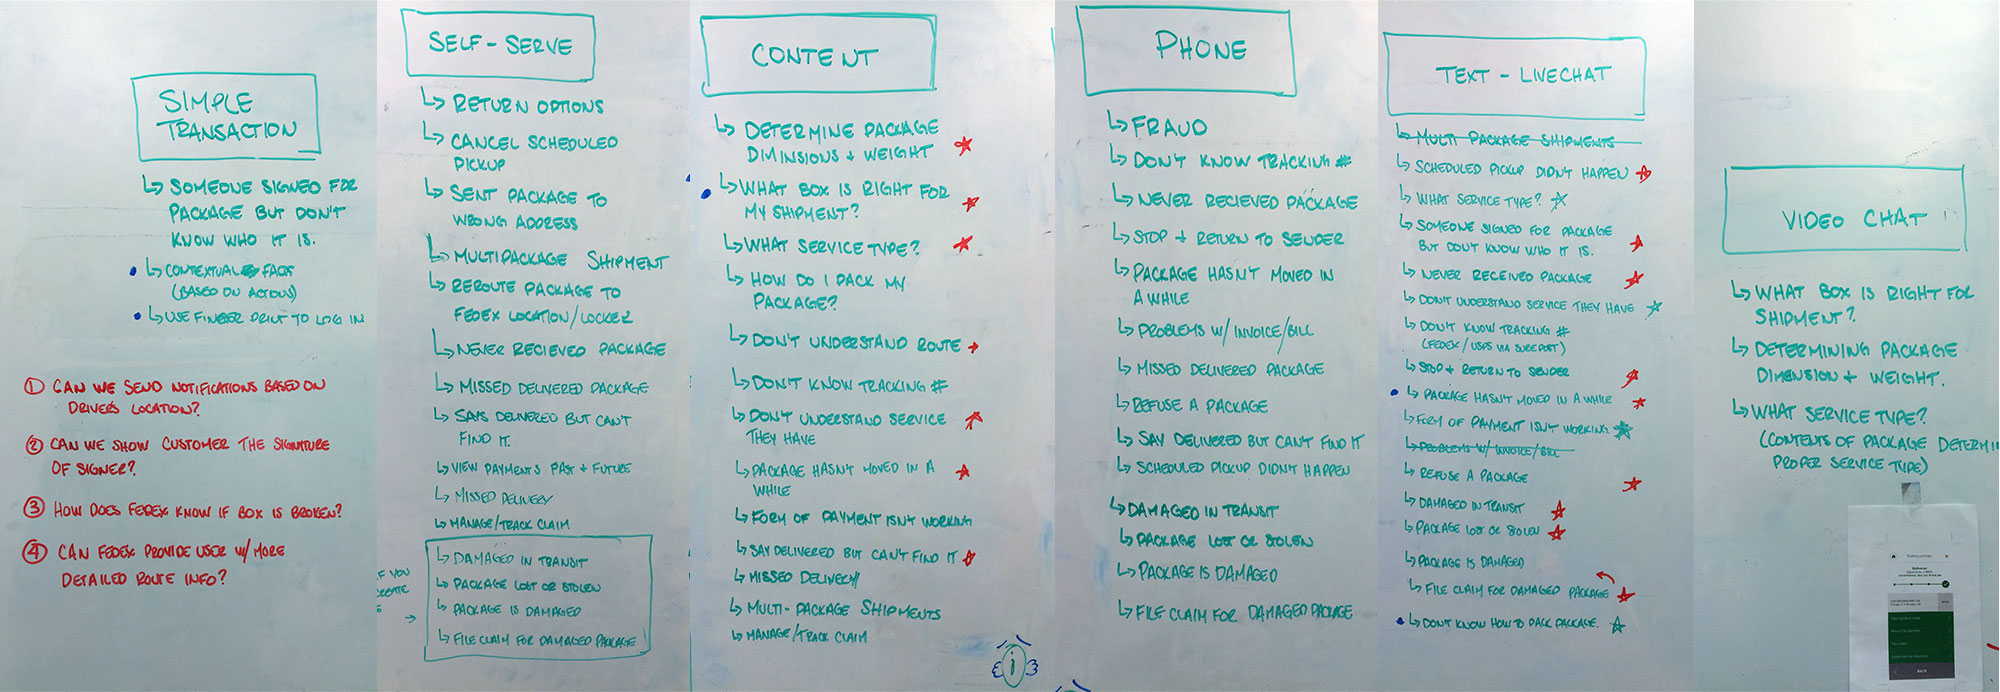 SIMPLE
TRANSACTION
↳ SOMEONE SIGNED FOR
PACKAGE BUT DON'T
KNOW WHO IT IS.
• ↳ CONTEXTUAL FAQS
(BASED ON ACTIONS)
• ↳ USE FINGER PRINT TO LOG IN
① CAN WE SEND NOTIFICATIONS BASED ON
DRIVERS LOCATION?
② CAN WE SHOW CUSTOMER THE SIGNATURE
OF SIGNER?
③ HOW DOES FEDEX KNOW IF BOX IS BROKEN?
④ CAN FEDEX PROVIDE USER W/ MORE
DETAILED ROUTE INFO?
SELF-SERVE
↳ RETURN OPTIONS
↳ CANCEL SCHEDULED
PICKUP
↳ SENT PACKAGE TO
WRONG ADDRESS
↳ MULTIPACKAGE SHIPMENT
↳ REROUTE PACKAGE TO
FEDEX LOCATION/LOCKER
↳ NEVER RECIEVED PACKAGE
↳ MISSED DELIVERED PACKAGE
↳ SAYS DELIVERED BUT CAN'T
FIND IT.
↳ VIEW PAYMENTS PAST + FUTURE
↳ MISSED DELIVERY
↳ MANAGE/TRACK CLAIM
↳ DAMAGED IN TRANSIT
↳ PACKAGE LOST OR STOLEN
↳ PACKAGE IS DAMAGED
↳ FILE CLAIM FOR DAMAGED PACKAGE
F YOU
CREATE
→
CONTENT
↳ DETERMINE PACKAGE
DIMINSIONS + WEIGHT
↳ WHAT BOX IS RIGHT FOR
MY SHIPMENT?
↳ WHAT SERVICE TYPE?
↳ HOW DO I PACK MY
PACKAGE?
↳ DON'T UNDERSTAND ROUTE
↳ DON'T KNOW TRACKING #
↳ DON'T UNDERSTAND SERVICE
THEY HAVE
↳ PACKAGE HASN'T MOVED IN A
WHILE
↳ FORM OF PAYMENT ISN'T WORKING
↳ SAY DELIVERED BUT CAN'T FIND IT
↳ MISSED DELIVERY
↳ MULTI-PACKAGE SHIPMENTS
↳ MANAGE/TRACK CLAIM
i
PHONE
↳ FRAUD
↳ DON'T KNOW TRACKING #
↳ NEVER RECIEVED PACKAGE
↳ STOP + RETURN TO SENDER
↳ PACKAGE HASN'T MOVED IN
A WHILE
↳ PROBLEMS W/ INVOICE/BILL
↳ MISSED DELIVERED PACKAGE
↳ REFUSE A PACKAGE
↳ SAY DELIVERED BUT CAN'T FIND IT
↳ SCHEDULED PICKUP DIDN'T HAPPEN
↳ DAMAGED IN TRANSIT
↳ PACKAGE LOST OR STOLEN
↳ PACKAGE IS DAMAGED
↳ FILE CLAIM FOR DAMAGED PACKAGE
TEXT - LIVECHAT
↳ MULTI PACKAGE SHIPMENTS
↳ SCHEDULED PICKUP DIDN'T HAPPEN
↳ WHAT SERVICE TYPE?
↳ SOMEONE SIGNED FOR PACKAGE
BUT DON'T KNOW WHO IT IS.
↳ NEVER RECEIVED PACKAGE
↳ DON'T UNDERSTAND SERVICE THEY HAVE
↳ DON'T KNOW TRACKING #
(FEDEX/USPS VIA SUREPOST)
↳ STOP + RETURN TO SENDER
• ↳ PACKAGE HASN'T MOVED IN A WHILE
↳ FORM OF PAYMENT ISN'T WORKING.
↳ PROBLEMS W/ INVOICE/BILL
↳ REFUSE A PACKAGE
↳ DAMAGED IN TRANSIT
↳ PACKAGE LOST OR STOLEN
↳ PACKAGE IS DAMAGED
↳ FILE CLAIM FOR DAMAGED PACKAGE
• ↳ DON'T KNOW HOW TO PACK PACKAGE.
VIDEO CHAT
↳ WHAT BOX IS RIGHT FOR
SHIPMENT?
↳ DETERMINING PACKAGE
DIMENSION + WEIGHT.
↳ WHAT SERVICE TYPE?
(CONTENTS OF PACKAGE DETERMIN
PROPER SERVICE TYPE)
BACK